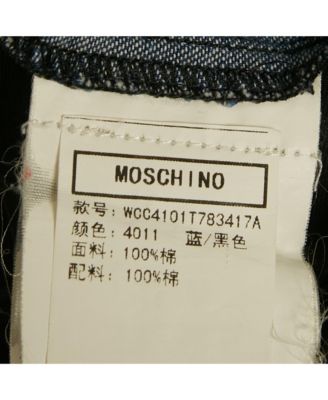 MOSCHINO
款号: WCC4101T783417A
颜色: 4011 蓝/黑色
面料: 100%棉
配料: 100%棉